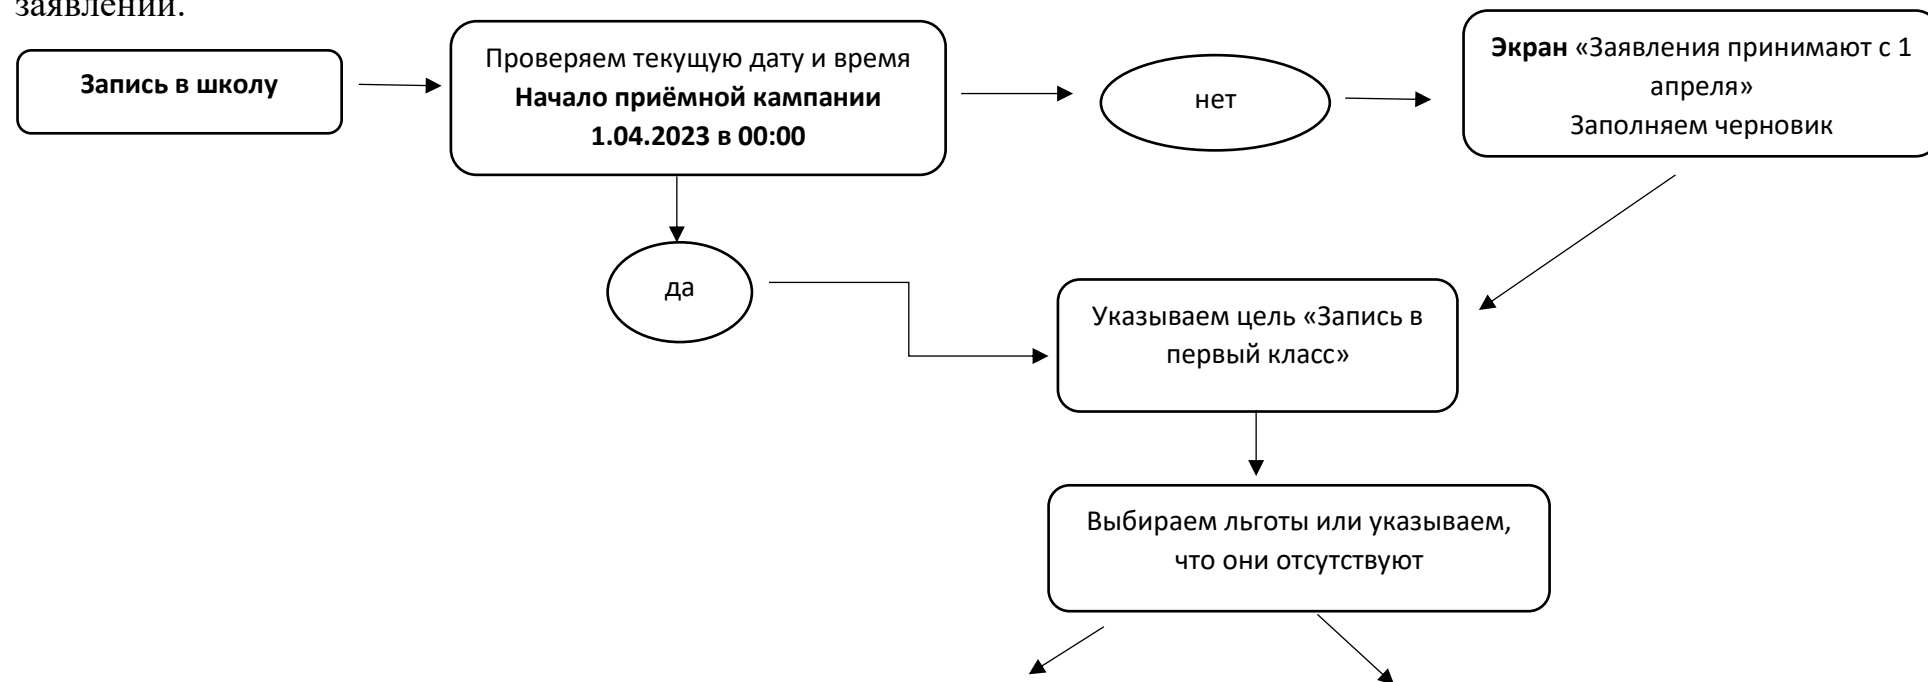 заявлений.
Запись в школу
Проверяем текущую дату и время
Начало приёмной кампании
1.04.2023 в 00:00
нет
Экран «Заявления принимают с 1
апреля»
Заполняем черновик
да
Указываем цель «Запись в
первый класс»
Выбираем льготы или указываем,
что они отсутствуют